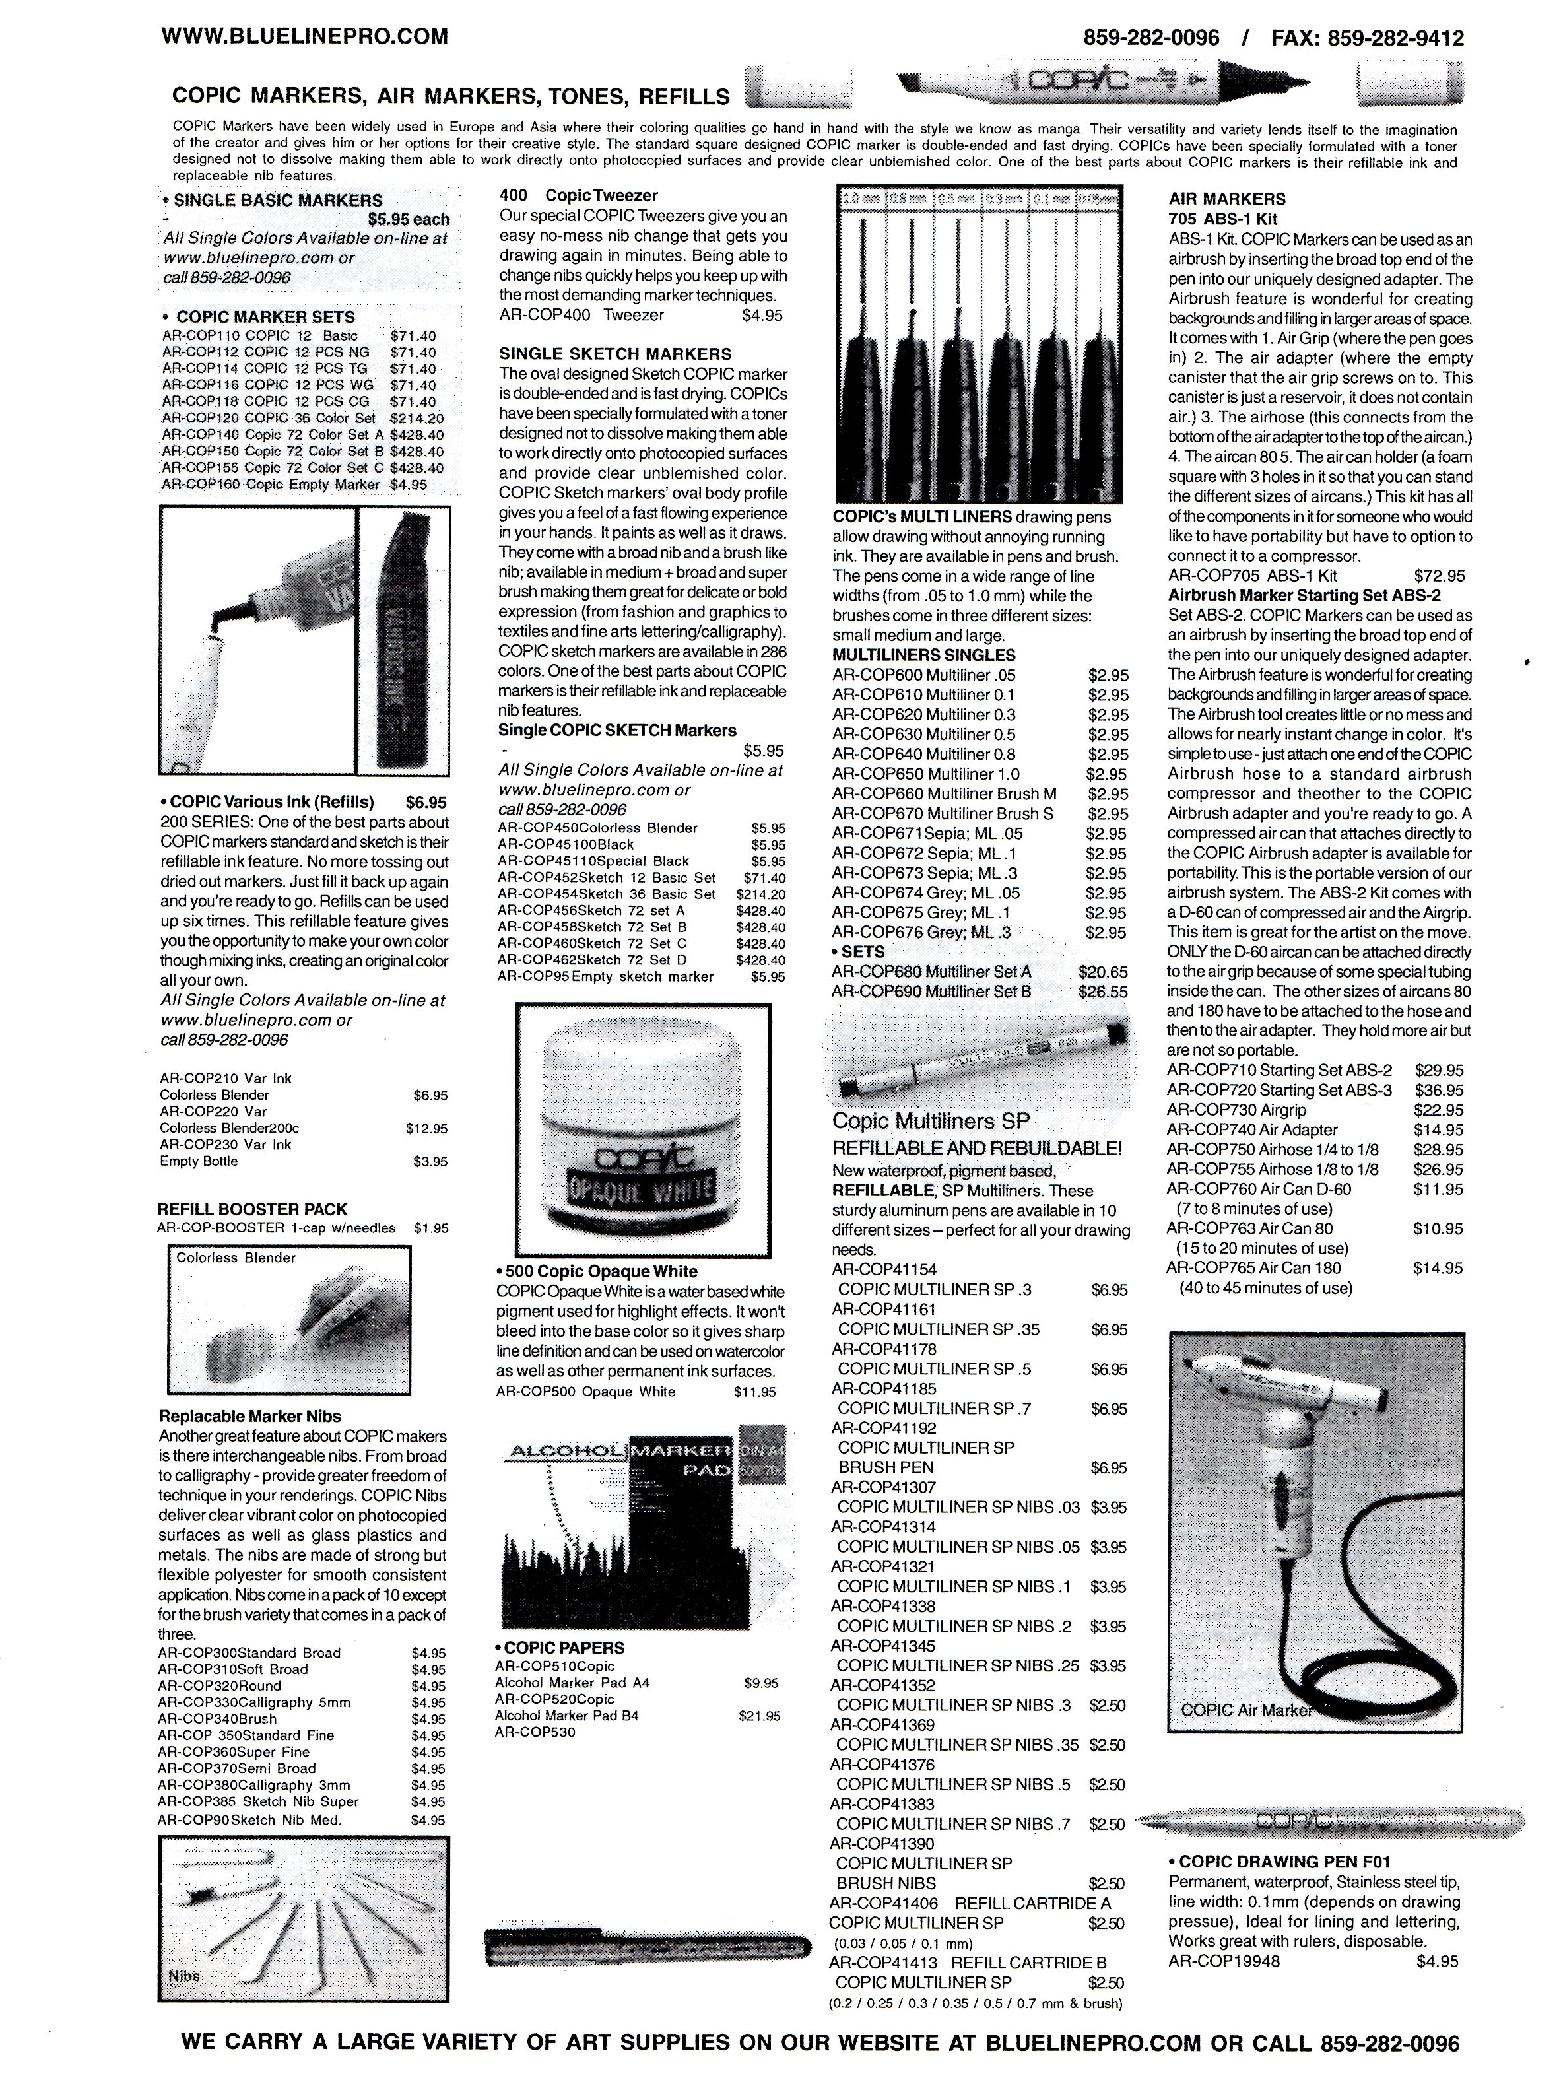 WWW.BLUELINEPRO.COM
859-282-0096 / FAX: 859-282-9412
COPIC MARKERS, AIR MARKERS, TONES, REFILLS
COPIC
COPIC Markers have been widely used in Europe and Asia where their coloring qualities go hand in hand with the style we know as manga. Their versatility and variety lends itself to the imagination
of the creator and gives him or her options for their creative style. The standard square designed COPIC marker is double-ended and fast drying. COPICs have been specially formulated with a toner
designed not to dissolve making them able to work directly onto photocopied surfaces and provide clear unblemished color. One of the best parts about COPIC markers is their refillable ink and
replaceable nib features.
• SINGLE BASIC MARKERS
- $5.95 each
All Single Colors Available on-line at
www.bluelinepro.com or
call 859-282-0096
• COPIC MARKER SETS
AR-COP110 COPIC 12 Basic $71.40
AR-COP112 COPIC 12 PCS NG $71.40
AR-COP114 COPIC 12 PCS TG $71.40
AR-COP116 COPIC 12 PCS WG $71.40
AR-COP118 COPIC 12 PCS CG $71.40
AR-COP120 COPIC 36 Color Set $214.20
AR-COP140 Copic 72 Color Set A $428.40
AR-COP150 Copic 72 Color Set B $428.40
AR-COP155 Copic 72 Color Set C $428.40
AR-COP160 Copic Empty Marker $4.95
• COPIC Various Ink (Refills) $6.95
200 SERIES: One of the best parts about
COPIC markers standard and sketch is their
refillable ink feature. No more tossing out
dried out markers. Just fill it back up again
and you're ready to go. Refills can be used
up six times. This refillable feature gives
you the opportunity to make your own color
though mixing inks, creating an original color
all your own.
All Single Colors Available on-line at
www.bluelinepro.com or
call 859-282-0096
AR-COP210 Var Ink
Colorless Blender $6.95
AR-COP220 Var
Colorless Blender200c $12.95
AR-COP230 Var Ink
Empty Bottle $3.95
REFILL BOOSTER PACK
AR-COP-BOOSTER 1-cap w/needles $1.95
Colorless Blender
Replacable Marker Nibs
Another great feature about COPIC makers
is there interchangeable nibs. From broad
to calligraphy - provide greater freedom of
technique in your renderings. COPIC Nibs
deliver clear vibrant color on photocopied
surfaces as well as glass plastics and
metals. The nibs are made of strong but
flexible polyester for smooth consistent
application. Nibs come in a pack of 10 except
for the brush variety that comes in a pack of
three.
AR-COP300Standard Broad $4.95
AR-COP310Soft Broad $4.95
AR-COP320Round $4.95
AR-COP330Calligraphy 5mm $4.95
AR-COP340Brush $4.95
AR-COP 350Standard Fine $4.95
AR-COP360Super Fine $4.95
AR-COP370Semi Broad $4.95
AR-COP380Calligraphy 3mm $4.95
AR-COP385 Sketch Nib Super $4.95
AR-COP90Sketch Nib Med. $4.95
Nibs
400 Copic Tweezer
Our special COPIC Tweezers give you an
easy no-mess nib change that gets you
drawing again in minutes. Being able to
change nibs quickly helps you keep up with
the most demanding marker techniques.
AR-COP400 Tweezer $4.95
SINGLE SKETCH MARKERS
The oval designed Sketch COPIC marker
is double-ended and is fast drying. COPICs
have been specially formulated with a toner
designed not to dissolve making them able
to work directly onto photocopied surfaces
and provide clear unblemished color.
COPIC Sketch markers' oval body profile
gives you a feel of a fast flowing experience
in your hands. It paints as well as it draws.
They come with a broad nib and a brush like
nib; available in medium + broad and super
brush making them great for delicate or bold
expression (from fashion and graphics to
textiles and fine arts lettering/calligraphy).
COPIC sketch markers are available in 286
colors. One of the best parts about COPIC
markers is their refillable ink and replaceable
nib features.
Single COPIC SKETCH Markers
- $5.95
All Single Colors Available on-line at
www.bluelinepro.com or
call 859-282-0096
AR-COP450Colorless Blender $5.95
AR-COP45100Black $5.95
AR-COP45110Special Black $5.95
AR-COP452Sketch 12 Basic Set $71.40
AR-COP454Sketch 36 Basic Set $214.20
AR-COP456Sketch 72 set A $428.40
AR-COP458Sketch 72 Set B $428.40
AR-COP460Sketch 72 Set C $428.40
AR-COP462Sketch 72 Set D $428.40
AR-COP95Empty sketch marker $5.95
COPIC
OPAQUE WHITE
• 500 Copic Opaque White
COPIC Opaque White is a water based white
pigment used for highlight effects. It won't
bleed into the base color so it gives sharp
line definition and can be used on watercolor
as well as other permanent ink surfaces.
AR-COP500 Opaque White $11.95
ALCOHOL MARKER
PAD
DIN A4
• COPIC PAPERS
AR-COP510Copic
Alcohol Marker Pad A4 $9.95
AR-COP520Copic
Alcohol Marker Pad B4 $21.95
AR-COP530
1.0 mm 0.8 mm 0.5 mm 0.3 mm 0.1 mm 0.05mm
COPIC's MULTI LINERS drawing pens
allow drawing without annoying running
ink. They are available in pens and brush.
The pens come in a wide range of line
widths (from .05 to 1.0 mm) while the
brushes come in three different sizes:
small medium and large.
MULTILINERS SINGLES
AR-COP600 Multiliner .05 $2.95
AR-COP610 Multiliner 0.1 $2.95
AR-COP620 Multiliner 0.3 $2.95
AR-COP630 Multiliner 0.5 $2.95
AR-COP640 Multiliner 0.8 $2.95
AR-COP650 Multiliner 1.0 $2.95
AR-COP660 Multiliner Brush M $2.95
AR-COP670 Multiliner Brush S $2.95
AR-COP671Sepia; ML .05 $2.95
AR-COP672 Sepia; ML .1 $2.95
AR-COP673 Sepia; ML .3 $2.95
AR-COP674 Grey; ML .05 $2.95
AR-COP675 Grey; ML .1 $2.95
AR-COP676 Grey; ML .3 $2.95
• SETS
AR-COP680 Multiliner Set A $20.65
AR-COP690 Multiliner Set B $26.55
Copic Multiliners SP
REFILLABLE AND REBUILDABLE!
New waterproof, pigment based,
REFILLABLE, SP Multiliners. These
sturdy aluminum pens are available in 10
different sizes – perfect for all your drawing
needs.
AR-COP41154
COPIC MULTILINER SP .3 $6.95
AR-COP41161
COPIC MULTILINER SP .35 $6.95
AR-COP41178
COPIC MULTILINER SP .5 $6.95
AR-COP41185
COPIC MULTILINER SP .7 $6.95
AR-COP41192
COPIC MULTILINER SP
BRUSH PEN $6.95
AR-COP41307
COPIC MULTILINER SP NIBS .03 $3.95
AR-COP41314
COPIC MULTILINER SP NIBS .05 $3.95
AR-COP41321
COPIC MULTILINER SP NIBS .1 $3.95
AR-COP41338
COPIC MULTILINER SP NIBS .2 $3.95
AR-COP41345
COPIC MULTILINER SP NIBS .25 $3.95
AR-COP41352
COPIC MULTILINER SP NIBS .3 $2.50
AR-COP41369
COPIC MULTILINER SP NIBS .35 $2.50
AR-COP41376
COPIC MULTILINER SP NIBS .5 $2.50
AR-COP41383
COPIC MULTILINER SP NIBS .7 $2.50
AR-COP41390
COPIC MULTILINER SP
BRUSH NIBS $2.50
AR-COP41406 REFILL CARTRIDE A
COPIC MULTILINER SP $2.50
(0.03 / 0.05 / 0.1 mm)
AR-COP41413 REFILL CARTRIDE B
COPIC MULTILINER SP $2.50
(0.2 / 0.25 / 0.3 / 0.35 / 0.5 / 0.7 mm & brush)
AIR MARKERS
705 ABS-1 Kit
ABS-1 Kit. COPIC Markers can be used as an
airbrush by inserting the broad top end of the
pen into our uniquely designed adapter. The
Airbrush feature is wonderful for creating
backgrounds and filling in larger areas of space.
It comes with 1. Air Grip (where the pen goes
in) 2. The air adapter (where the empty
canister that the air grip screws on to. This
canister is just a reservoir, it does not contain
air.) 3. The airhose (this connects from the
bottom of the air adapter to the top of the aircan.)
4. The aircan 80 5. The air can holder (a foam
square with 3 holes in it so that you can stand
the different sizes of aircans.) This kit has all
of the components in it for someone who would
like to have portability but have to option to
connect it to a compressor.
AR-COP705 ABS-1 Kit $72.95
Airbrush Marker Starting Set ABS-2
Set ABS-2. COPIC Markers can be used as
an airbrush by inserting the broad top end of
the pen into our uniquely designed adapter.
The Airbrush feature is wonderful for creating
backgrounds and filling in larger areas of space.
The Airbrush tool creates little or no mess and
allows for nearly instant change in color. It's
simple to use - just attach one end of the COPIC
Airbrush hose to a standard airbrush
compressor and theother to the COPIC
Airbrush adapter and you're ready to go. A
compressed air can that attaches directly to
the COPIC Airbrush adapter is available for
portability. This is the portable version of our
airbrush system. The ABS-2 Kit comes with
a D-60 can of compressed air and the Airgrip.
This item is great for the artist on the move.
ONLY the D-60 aircan can be attached directly
to the air grip because of some special tubing
inside the can. The other sizes of aircans 80
and 180 have to be attached to the hose and
then to the air adapter. They hold more air but
are not so portable.
AR-COP710 Starting Set ABS-2 $29.95
AR-COP720 Starting Set ABS-3 $36.95
AR-COP730 Airgrip $22.95
AR-COP740 Air Adapter $14.95
AR-COP750 Airhose 1/4 to 1/8 $28.95
AR-COP755 Airhose 1/8 to 1/8 $26.95
AR-COP760 Air Can D-60 $11.95
(7 to 8 minutes of use)
AR-COP763 Air Can 80 $10.95
(15 to 20 minutes of use)
AR-COP765 Air Can 180 $14.95
(40 to 45 minutes of use)
COPIC Air Marker
COPIC
• COPIC DRAWING PEN F01
Permanent, waterproof, Stainless steel tip,
line width: 0.1mm (depends on drawing
pessue), Ideal for lining and lettering,
Works great with rulers, disposable.
AR-COP19948 $4.95
WE CARRY A LARGE VARIETY OF ART SUPPLIES ON OUR WEBSITE AT BLUELINEPRO.COM OR CALL 859-282-0096